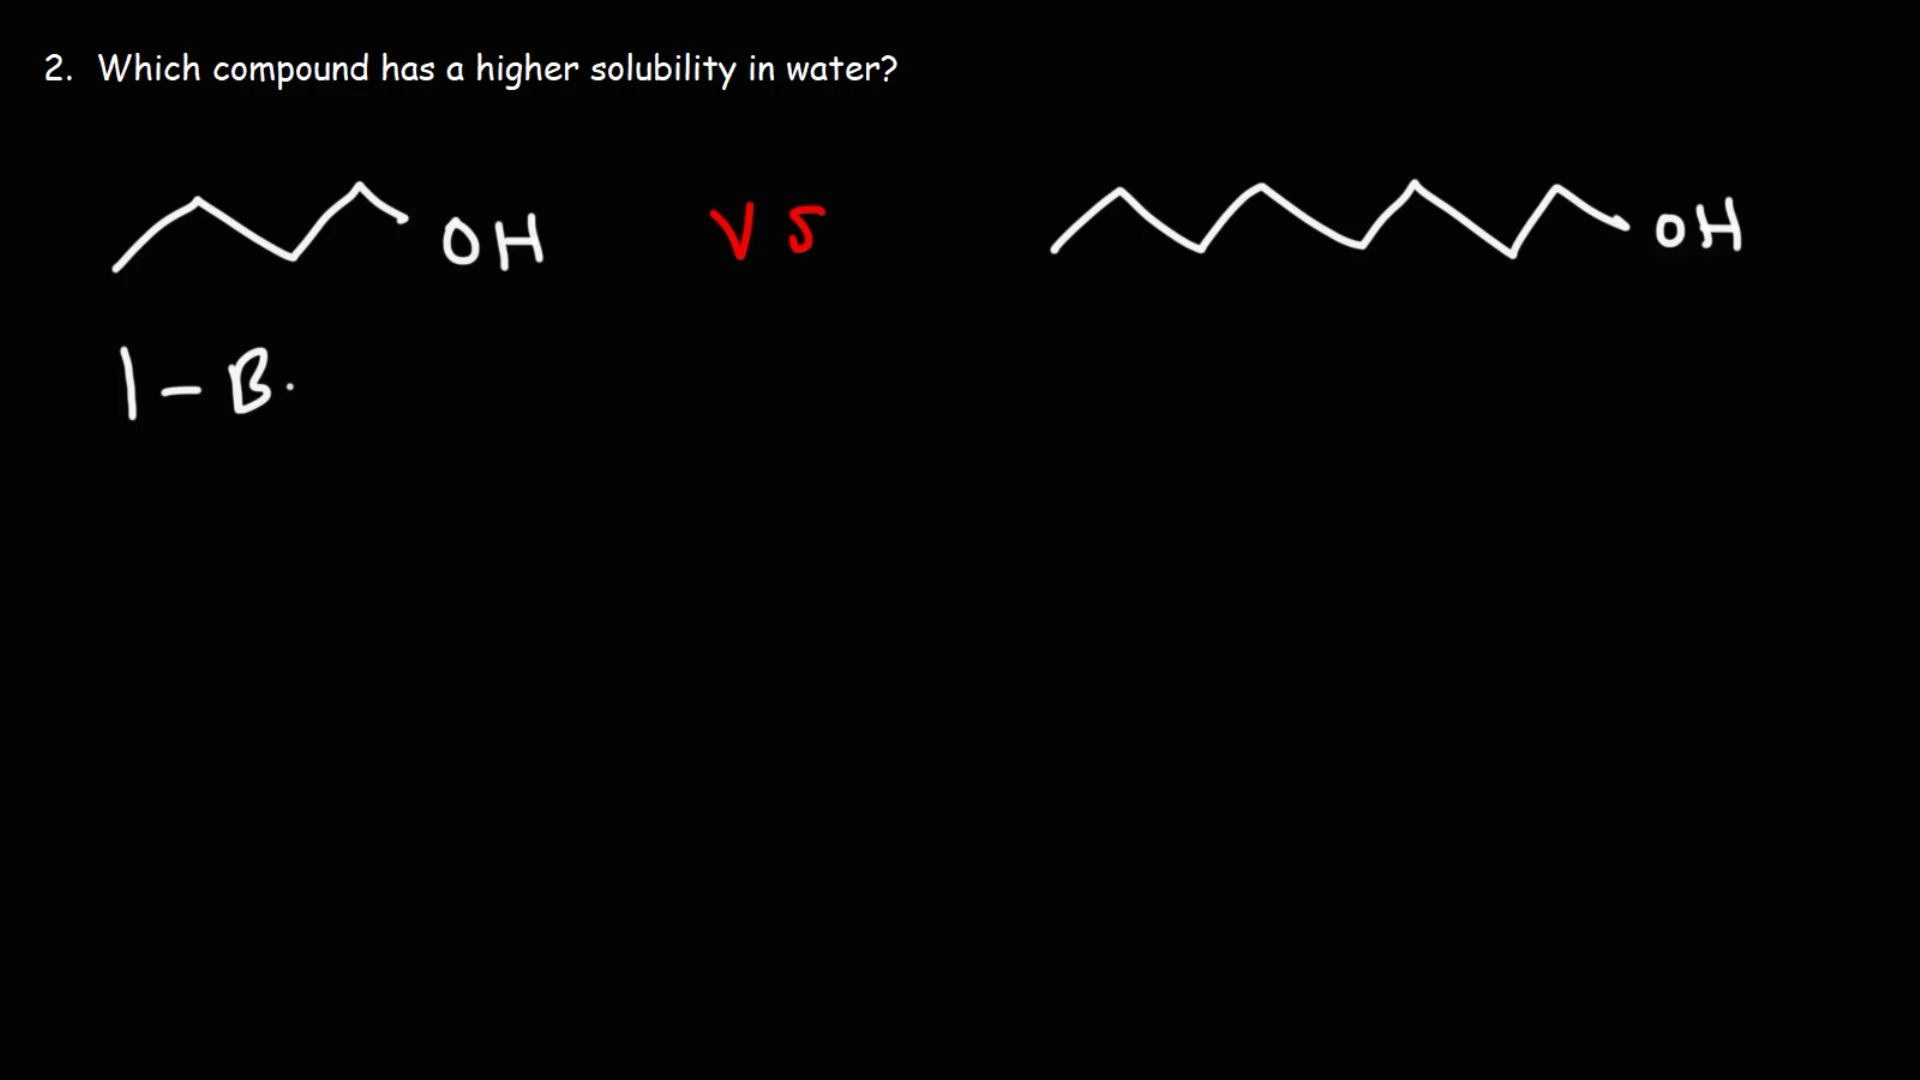 2. Which compound has a higher solubility in water?
OH VS OH
1-B.